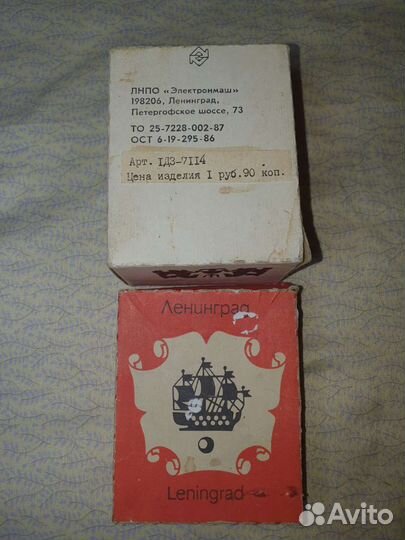 ЛНПО «Электронмаш»
198206, Ленинград,
Петергофское шоссе, 73
ТО 25-7228-002-87
ОСТ 6-19-295-86
Арт. 1Д3-7114
Цена изделия 1 руб.90 коп.
Ленинград
Leningrad
Avito